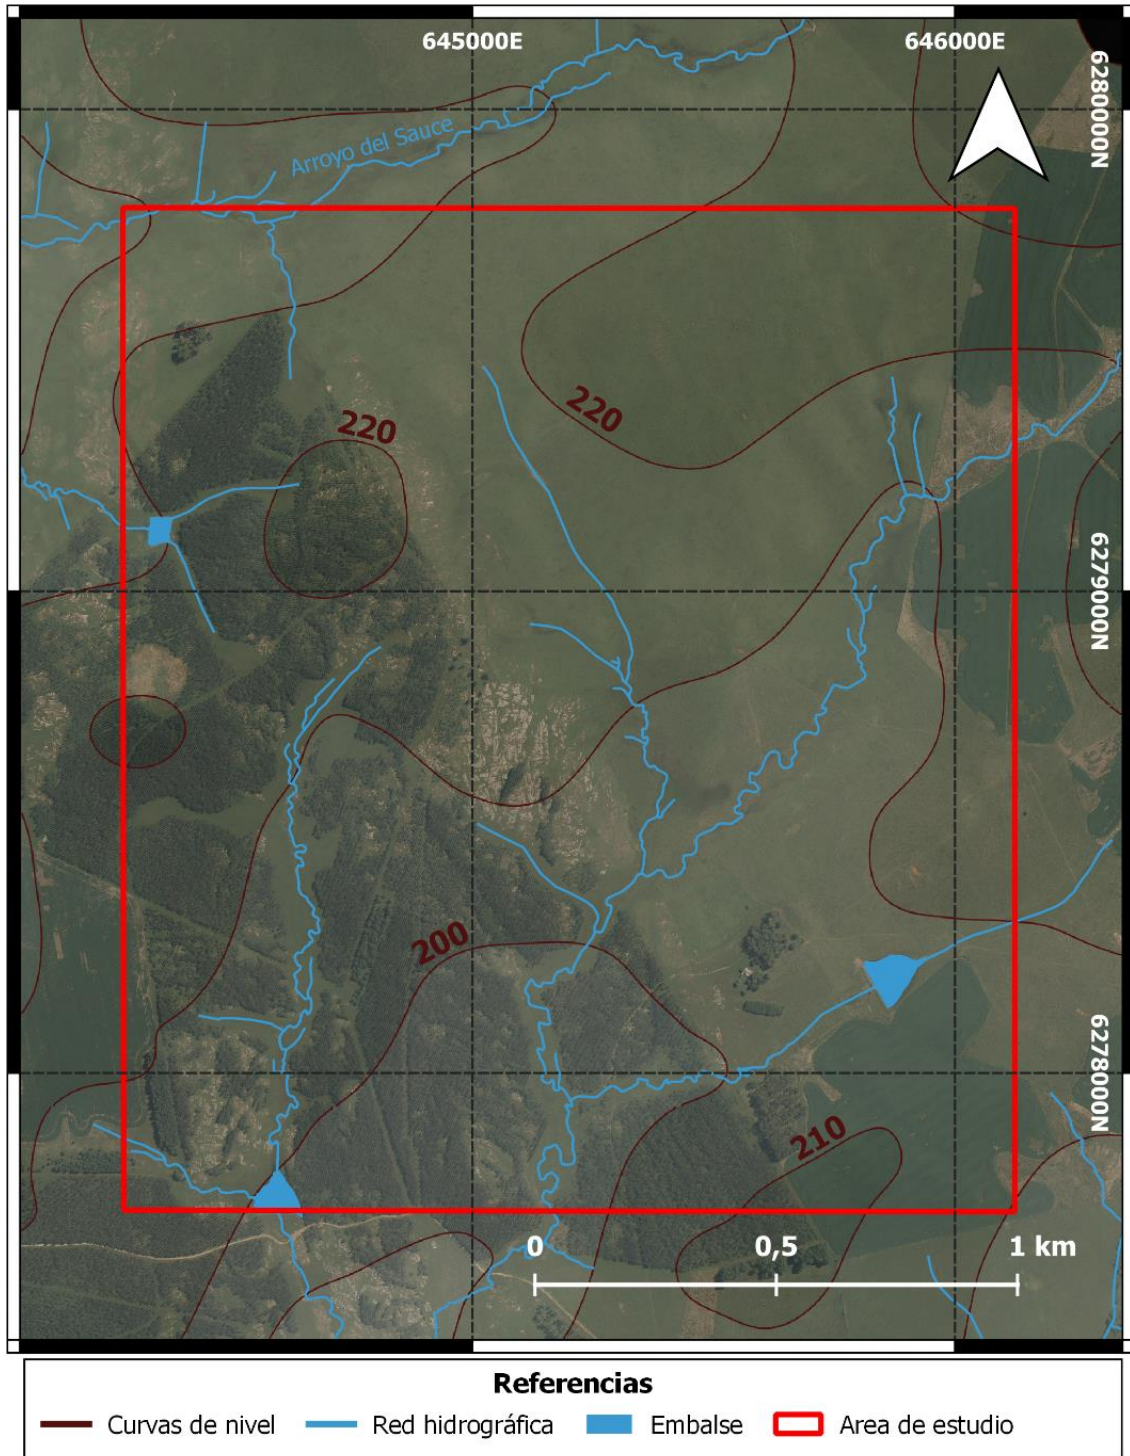 645000E
646000E
6280000N
Arroyo del Sauce
220
220
6279000N
200
6278000N
210
0
0,5
1 km
Referencias
Curvas de nivel
Red hidrográfica
Embalse
Area de estudio